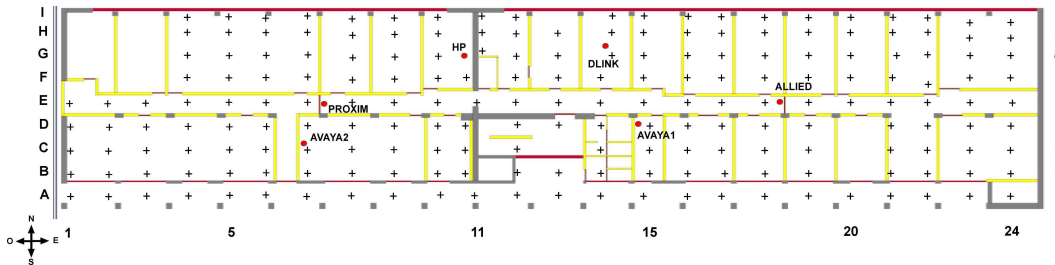 I
H
HP
G
DLINK
F
ALLIED
E
PROXIM
D
AVAYA2
AVAYA1
C
B
A
N
O E
S
1 5 11 15 20 24